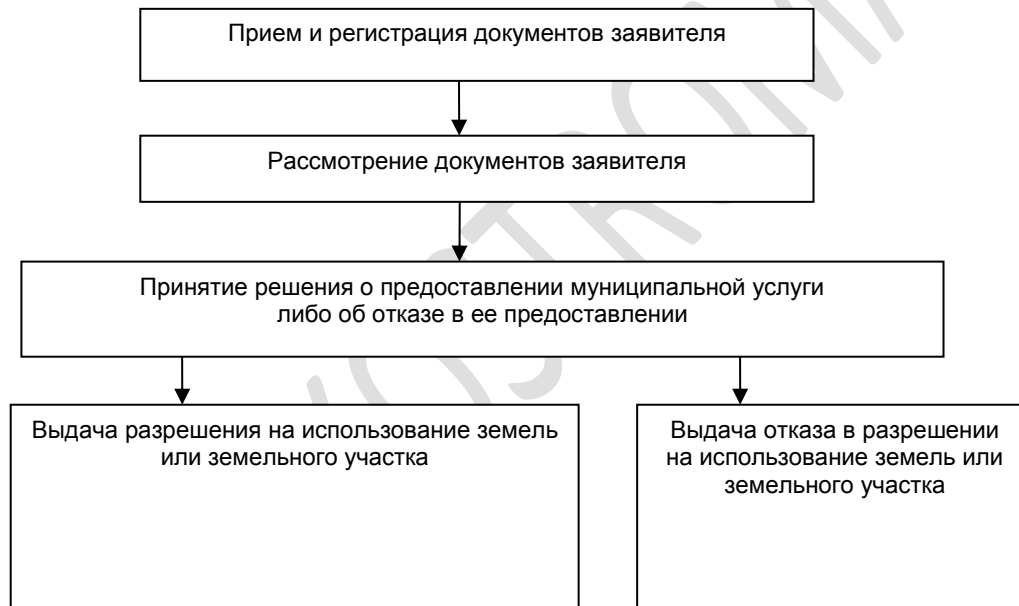 Прием и регистрация документов заявителя
Рассмотрение документов заявителя
Принятие решения о предоставлении муниципальной услуги
либо об отказе в ее предоставлении
Выдача разрешения на использование земель
или земельного участка
Выдача отказа в разрешении
на использование земель или
земельного участка